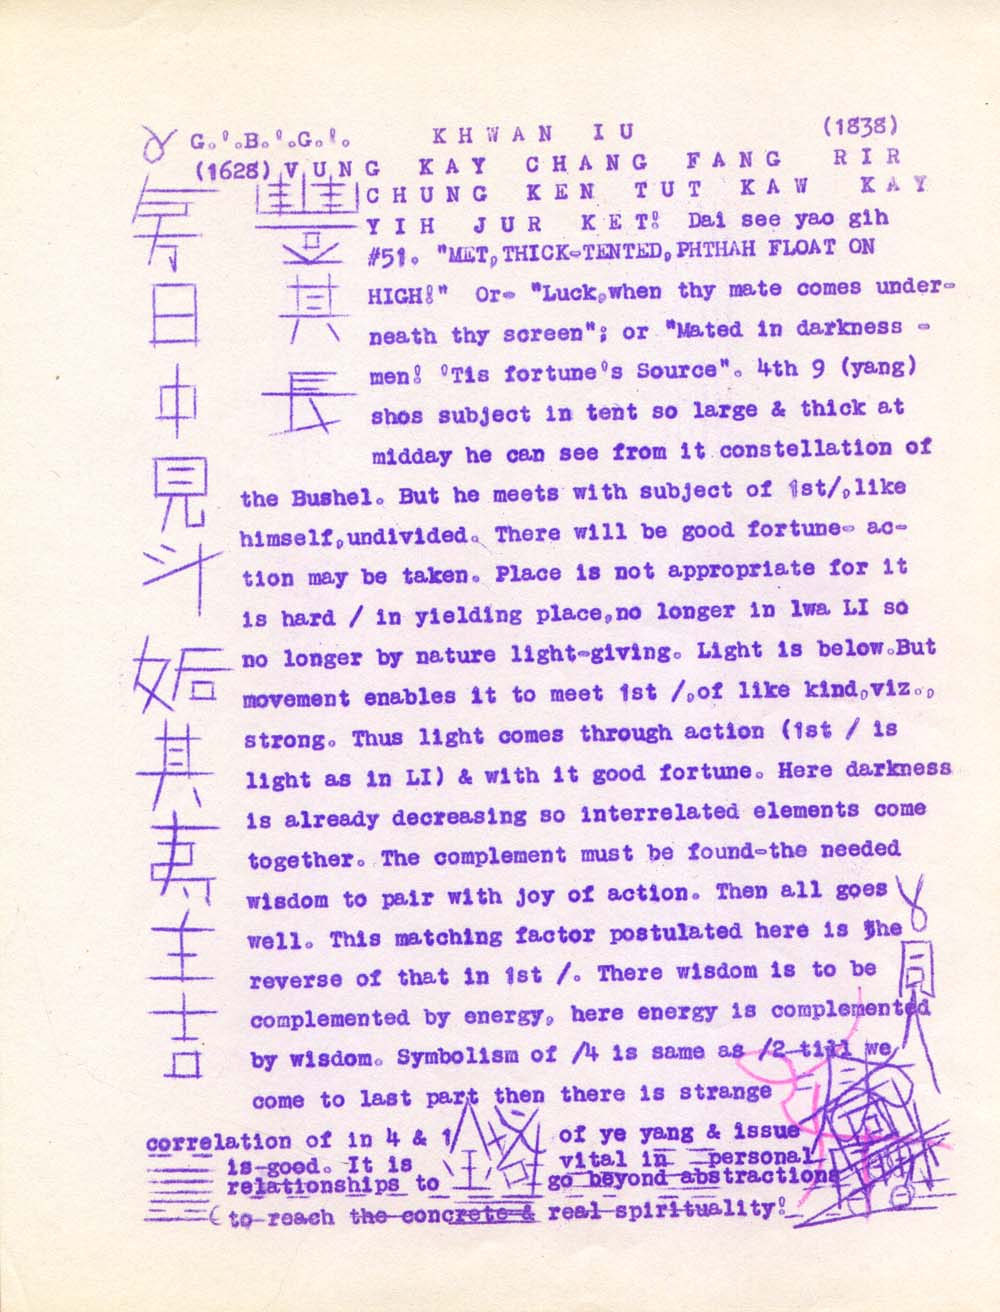 G.'.B.'.G.'. KHWAN IU (1838)
(1628) VUNG KAY CHANG FANG RIR
CHUNG KEN TUT KAW KAY
YIH JUR KET! Dai see yao gih
#51. "MET,THICK-TENTED,PHTHAH FLOAT ON
HIGH!" Or- "Luck,when thy mate comes under-
neath thy screen"; or "Mated in darkness -
men! 'Tis fortune's Source". 4th 9 (yang)
shos subject in tent so large & thick at
midday he can see from it constellation of
the Bushel. But he meets with subject of 1st/,like
himself,undivided. There will be good fortune- ac-
tion may be taken. Place is not appropriate for it
is hard / in yielding place,no longer in lwa LI so
no longer by nature light-giving. Light is below.But
movement enables it to meet 1st /,of like kind,viz.,
strong. Thus light comes through action (1st / is
light as in LI) & with it good fortune. Here darkness
is already decreasing so interrelated elements come
together. The complement must be found-the needed
wisdom to pair with joy of action. Then all goes
well. This matching factor postulated here is the
reverse of that in 1st /. There wisdom is to be
complemented by energy, here energy is complemented
by wisdom. Symbolism of /4 is same as /2 till we
come to last part then there is strange
correlation of in 4 & 1/ of ye yang & issue
is good. It is vital in personal
relationships to go beyond abstractions
(to reach the concrete & real spirituality!
豐
其
日
中
見
斗
姤
其
夷
主
吉